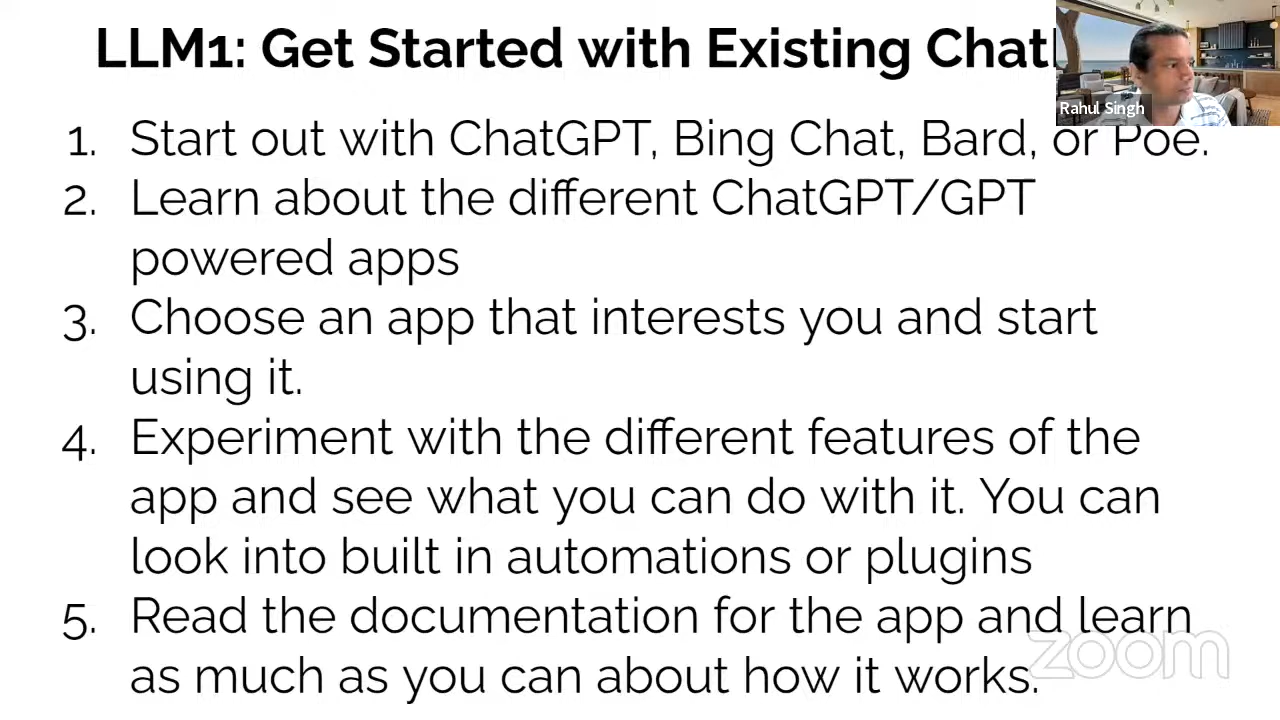 LLM1: Get Started with Existing Chat
Rahul Singh
1. Start out with ChatGPT, Bing Chat, Bard, or Poe.
2. Learn about the different ChatGPT/GPT
powered apps
3. Choose an app that interests you and start
using it.
4. Experiment with the different features of the
app and see what you can do with it. You can
look into built in automations or plugins
5. Read the documentation for the app and learn
as much as you can about how it works.
zoom